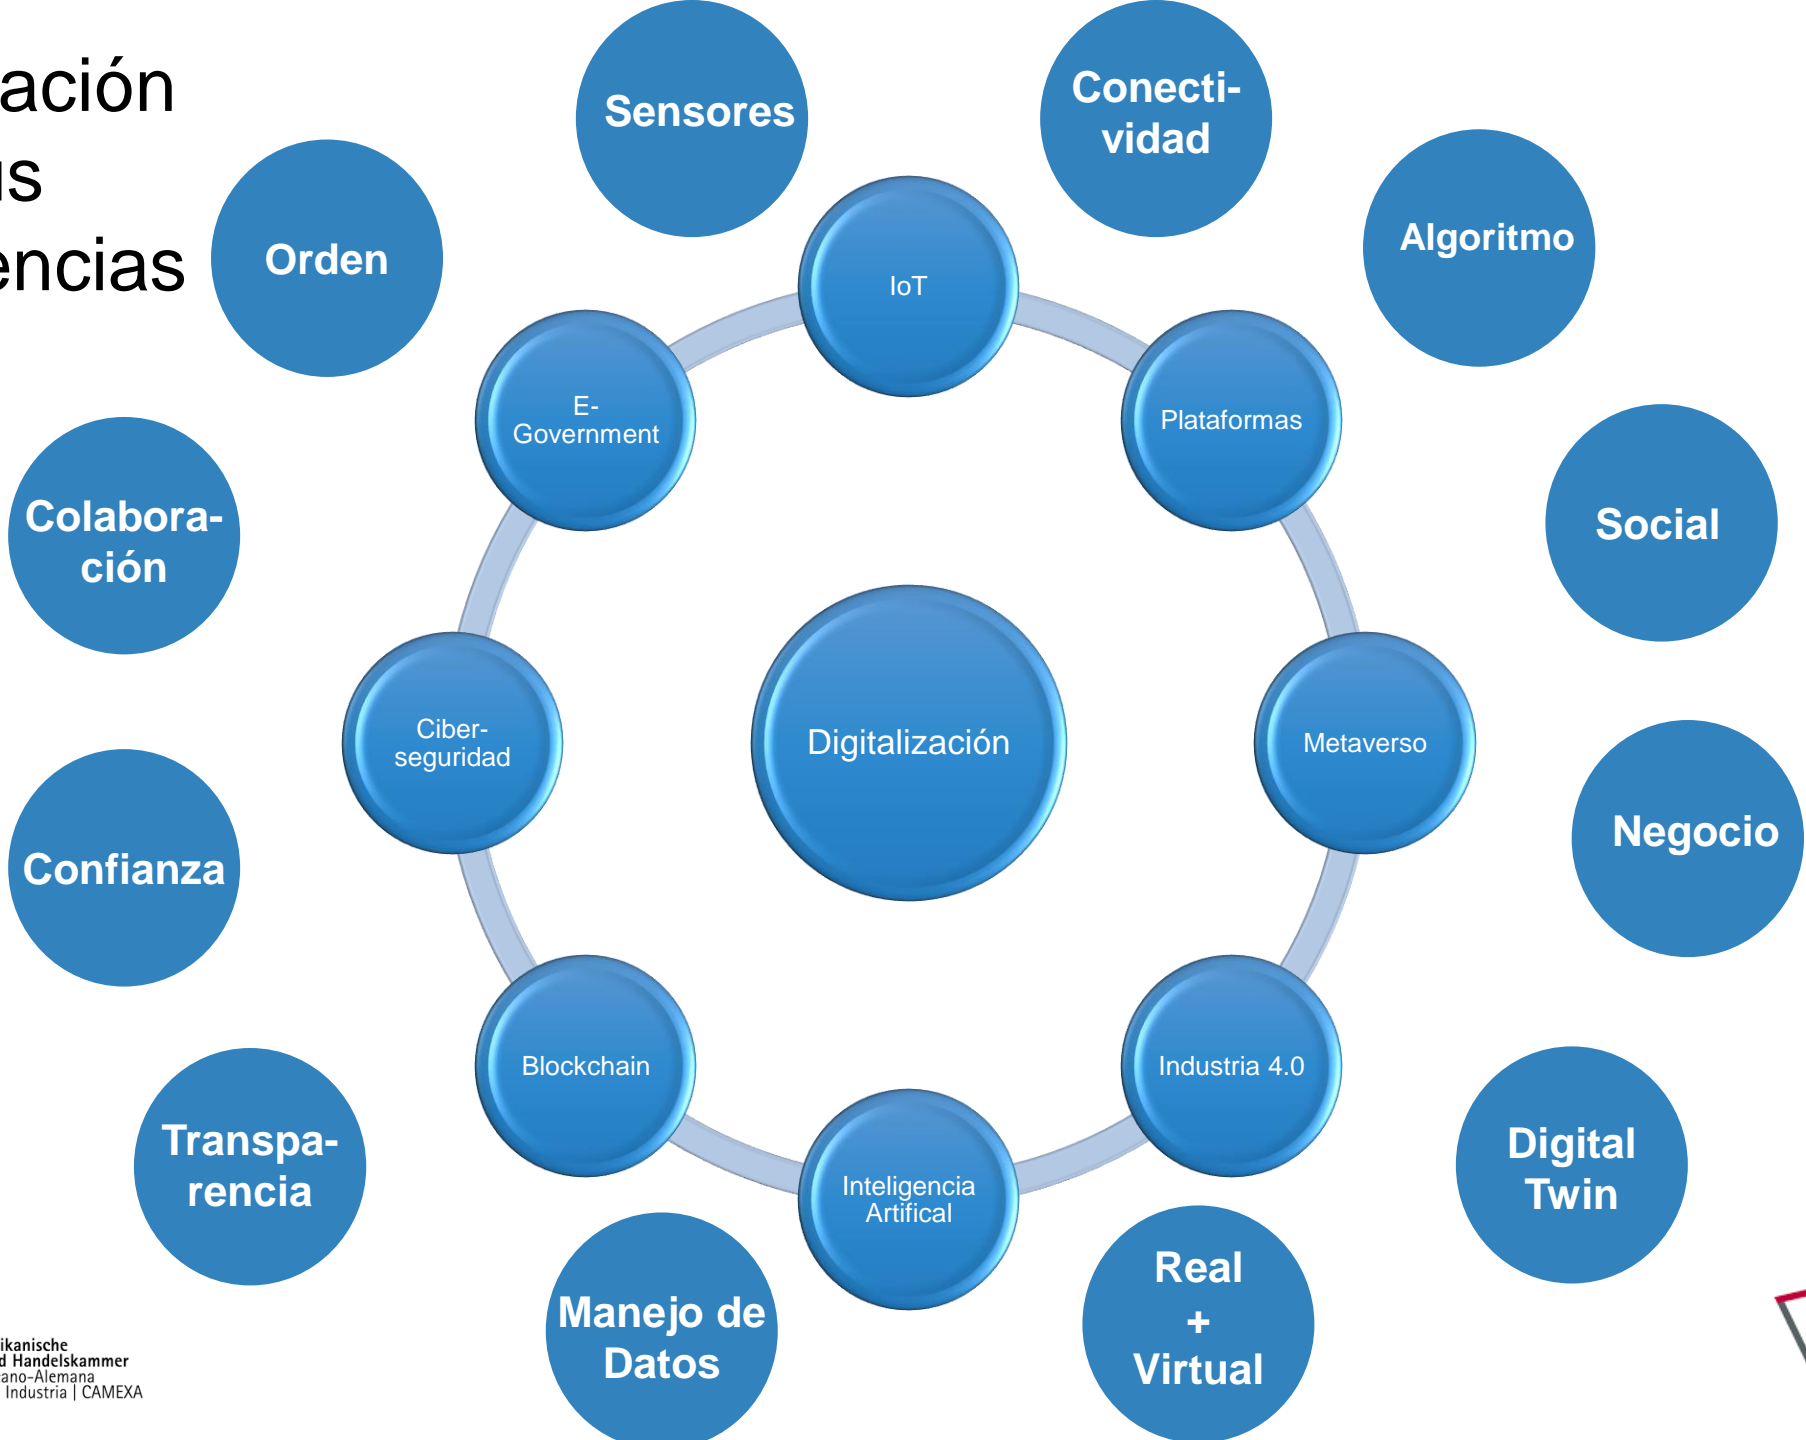 ación
us
encias
Sensores
Conecti-
vidad
Algoritmo
Orden
IoT
E-
Government
Plataformas
Colabora-
ción
Social
Ciber-
seguridad
Digitalización
Metaverso
Negocio
Confianza
Blockchain
Industria 4.0
Transpa-
rencia
Inteligencia
Artifical
Digital
Twin
Manejo de
Datos
Real
+
Virtual
ikanische
d Handelskammer
ano-Alemana
Industria | CAMEXA